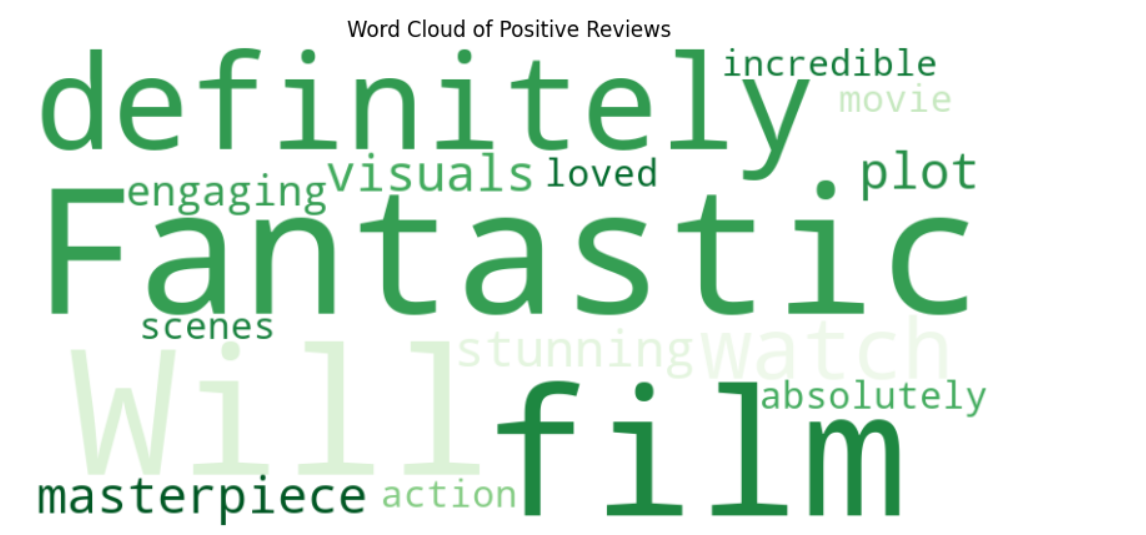 Word Cloud of Positive Reviews
definitely
incredible
movie
visuals
loved
plot
engaging
Fantastic
scenes
stunning
watch
Will
film
absolutely
masterpiece
action